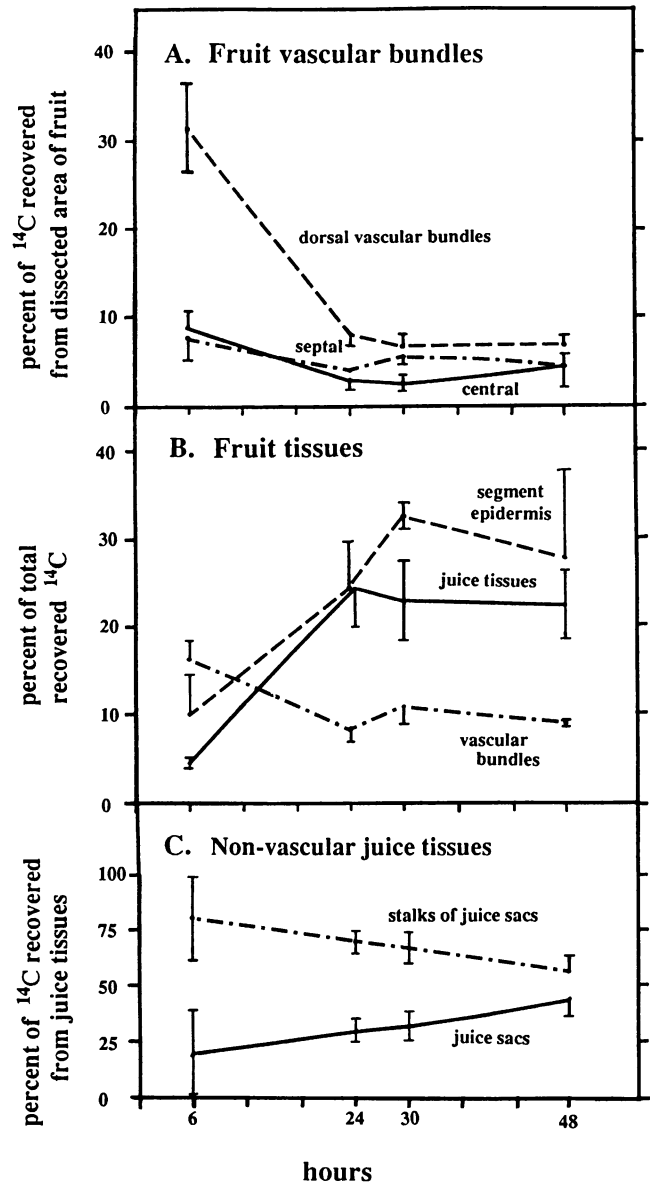 A. Fruit vascular bundles
percent of ¹⁴C recovered
from dissected area of fruit
40
30
20
10
0
dorsal vascular bundles
septal
central
B. Fruit tissues
percent of total
recovered ¹⁴C
40
30
20
10
0
segment
epidermis
juice tissues
vascular
bundles
C. Non-vascular juice tissues
percent of ¹⁴C recovered
from juice tissues
100
75
50
25
0
stalks of juice sacs
juice sacs
6
24
30
48
hours